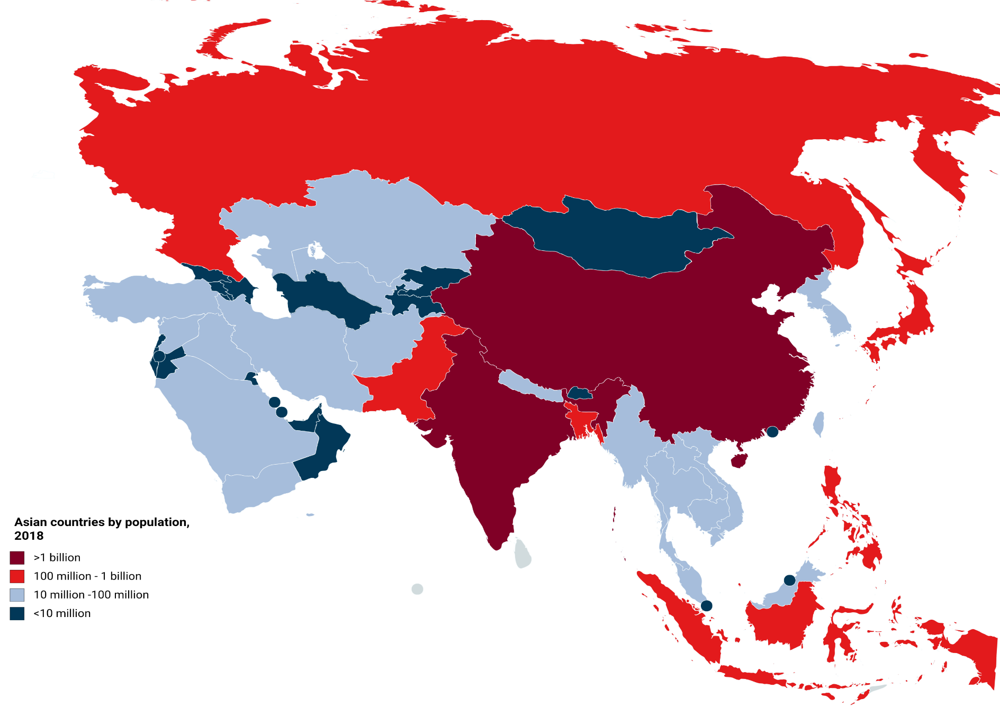 Asian countries by population,
2018
>1 billion
100 million - 1 billion
10 million -100 million
<10 million